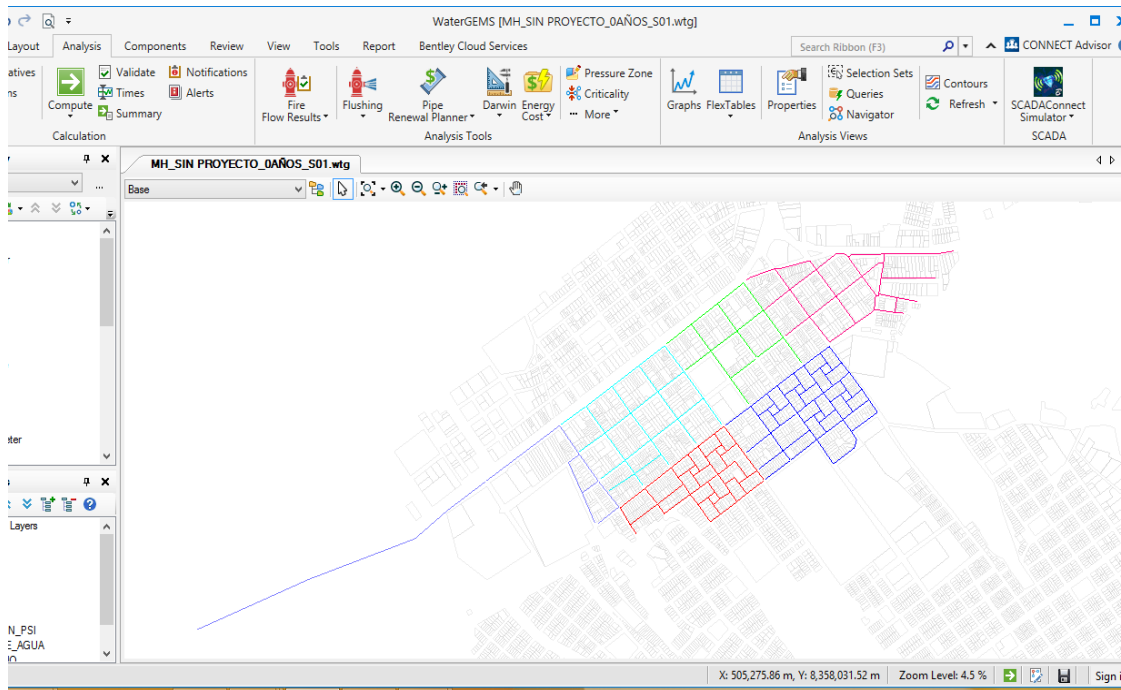 WaterGEMS [MH_SIN PROYECTO_0AÑOS_S01.wtg]
Layout Analysis Components Review View Tools Report Bentley Cloud Services Search Ribbon (F3) CONNECT Advisor
atives Validate Notifications Pressure Zone Selection Sets Contours
ns Times Alerts Criticality Queries Refresh
Compute Summary Fire Flow Results Flushing Pipe Renewal Planner Darwin Energy Cost More Graphs FlexTables Properties Navigator SCADAConnect Simulator
Calculation Analysis Tools Analysis Views SCADA
MH_SIN PROYECTO_0AÑOS_S01.wtg
...
Base
eter
Layers
N_PSI
E_AGUA
X: 505,275.86 m, Y: 8,358,031.52 m Zoom Level: 4.5 % Sign i